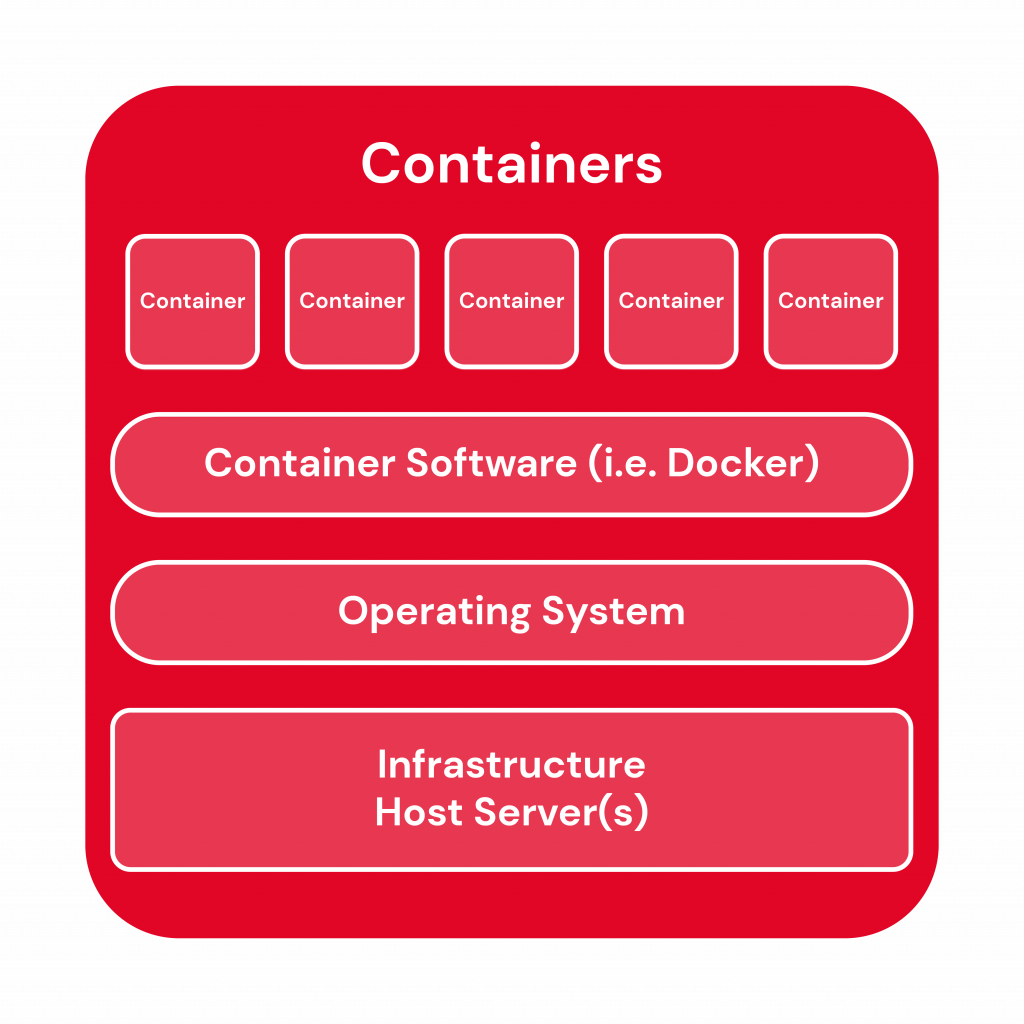 Containers
Container Container Container Container Container
Container Software (i.e. Docker)
Operating System
Infrastructure
Host Server(s)